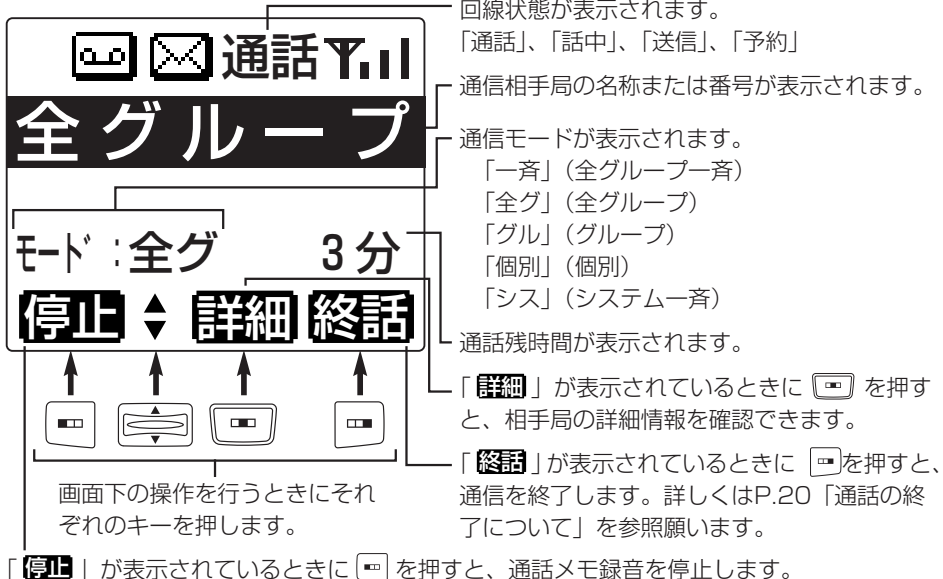 回線状態が表示されます。
「通話」、「話中」、「送信」、「予約」
通話
全グループ
通信相手局の名称または番号が表示されます。
通信モードが表示されます。
「一斉」（全グループ一斉）
「全グ」（全グループ）
「グル」（グループ）
「個別」（個別）
「シス」（システム一斉）
ﾓｰﾄﾞ :全グ 3分
停止 詳細 終話
通話残時間が表示されます。
「 詳細 」が表示されているときに を押す
と、相手局の詳細情報を確認できます。
「 終話 」が表示されているときに を押すと、
通信を終了します。詳しくはP.20「通話の終
了について」を参照願います。
画面下の操作を行うときにそれ
ぞれのキーを押します。
「 停止 」が表示されているときに を押すと、通話メモ録音を停止します。